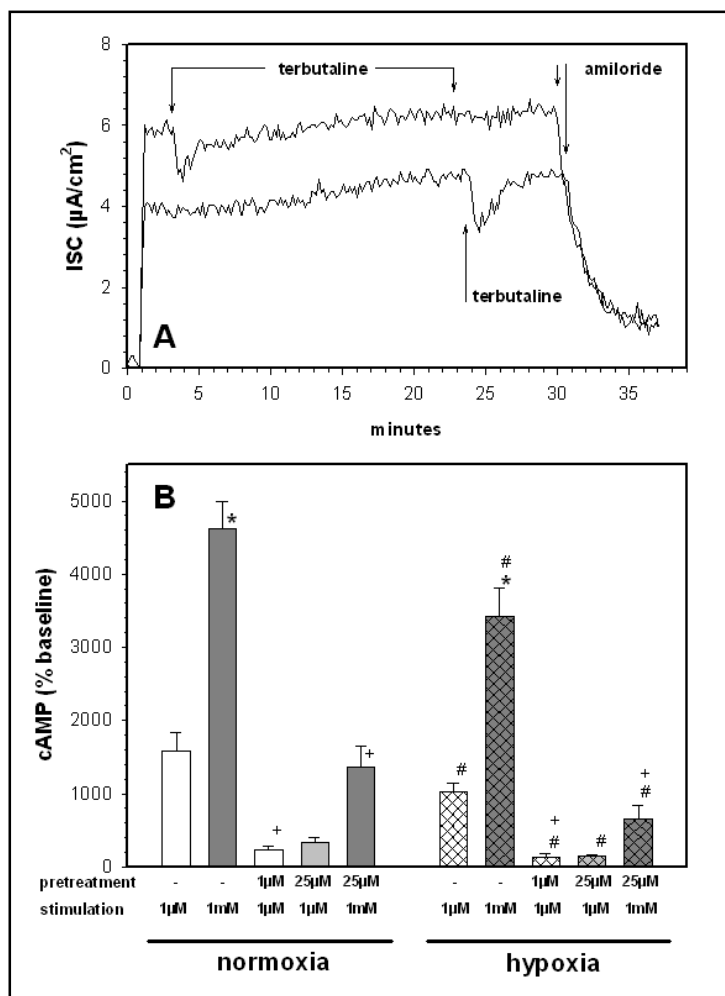 8
terbutaline
amiloride
6
ISC (µA/cm²)
4
2
terbutaline
A
0
0 5 10 15 20 25 30 35
minutes
B
5000
*
#
*
4000
cAMP (% baseline)
3000
2000
+
#
1000
+
#
+
+
#
#
0
pretreatment - - 1µM 25µM 25µM - - 1µM 25µM 25µM
stimulation 1µM 1mM 1µM 1µM 1mM 1µM 1mM 1µM 1µM 1mM
normoxia hypoxia